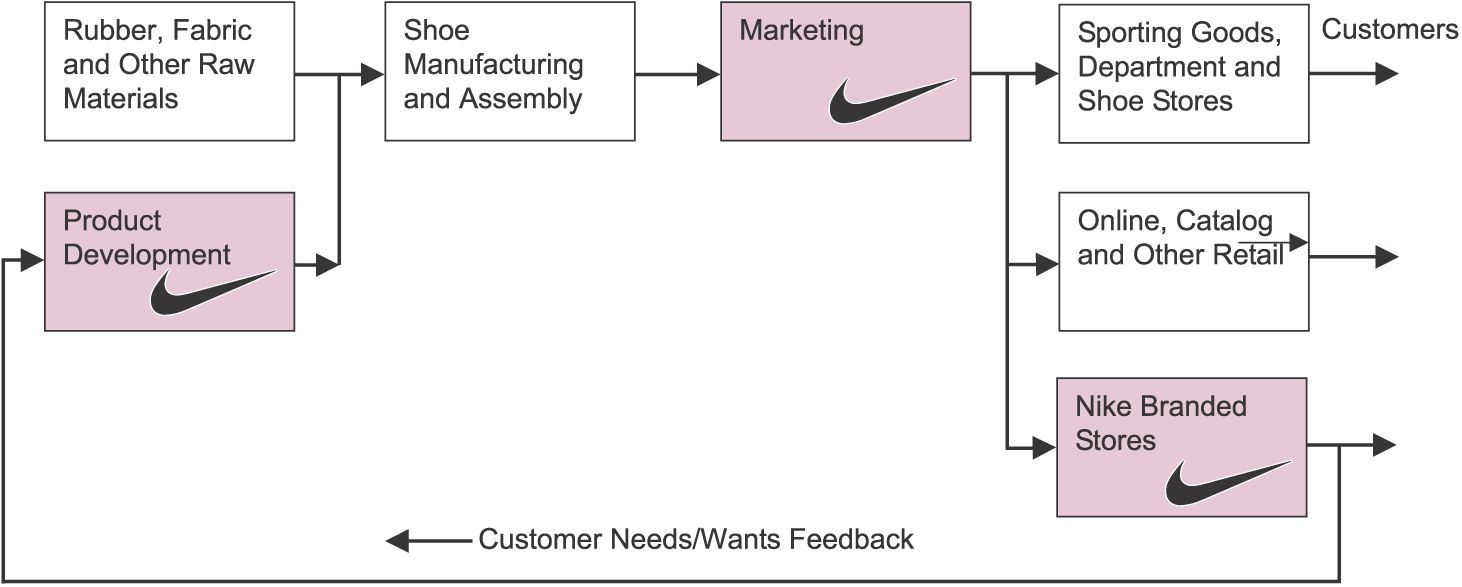 Rubber, Fabric
and Other Raw
Materials
Shoe
Manufacturing
and Assembly
Marketing
Sporting Goods,
Department and
Shoe Stores
Customers
Product
Development
Online, Catalog
and Other Retail
Nike Branded
Stores
Customer Needs/Wants Feedback